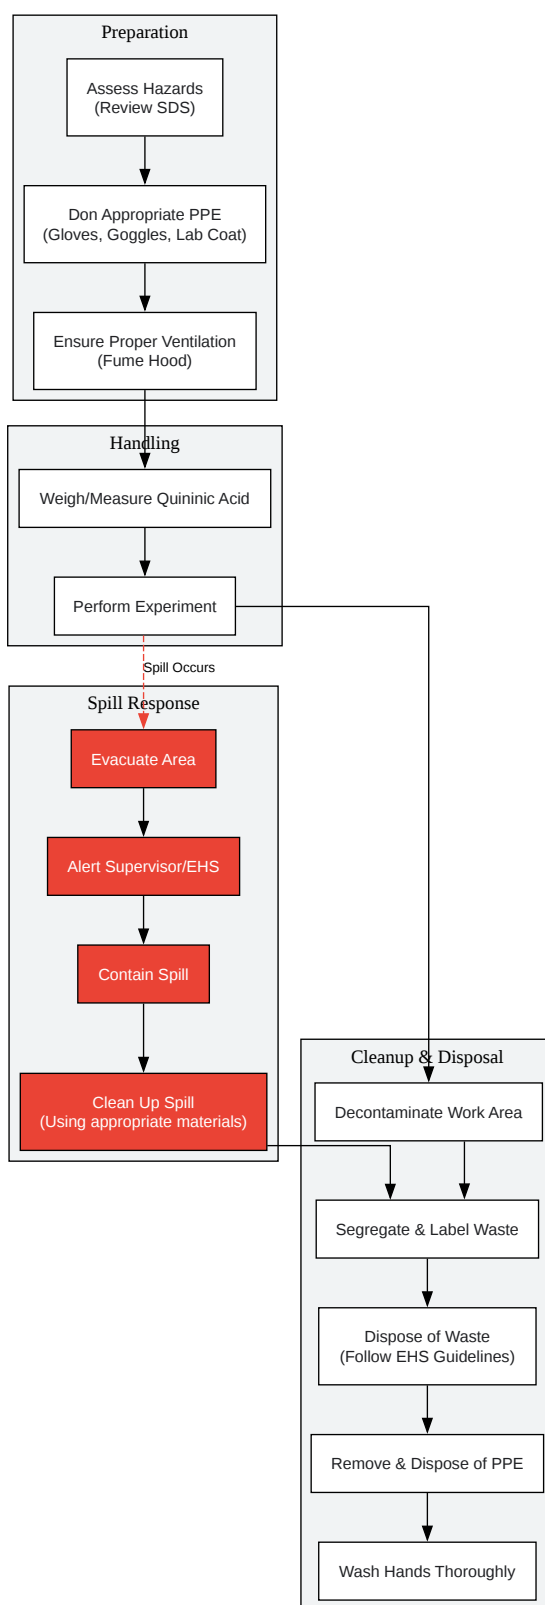 Preparation
Assess Hazards
(Review SDS)
Don Appropriate PPE
(Gloves, Goggles, Lab Coat)
Ensure Proper Ventilation
(Fume Hood)
Handling
Weigh/Measure Quininic Acid
Perform Experiment
Spill Occurs
Spill Response
Evacuate Area
Alert Supervisor/EHS
Contain Spill
Clean Up Spill
(Using appropriate materials)
Cleanup & Disposal
Decontaminate Work Area
Segregate & Label Waste
Dispose of Waste
(Follow EHS Guidelines)
Remove & Dispose of PPE
Wash Hands Thoroughly